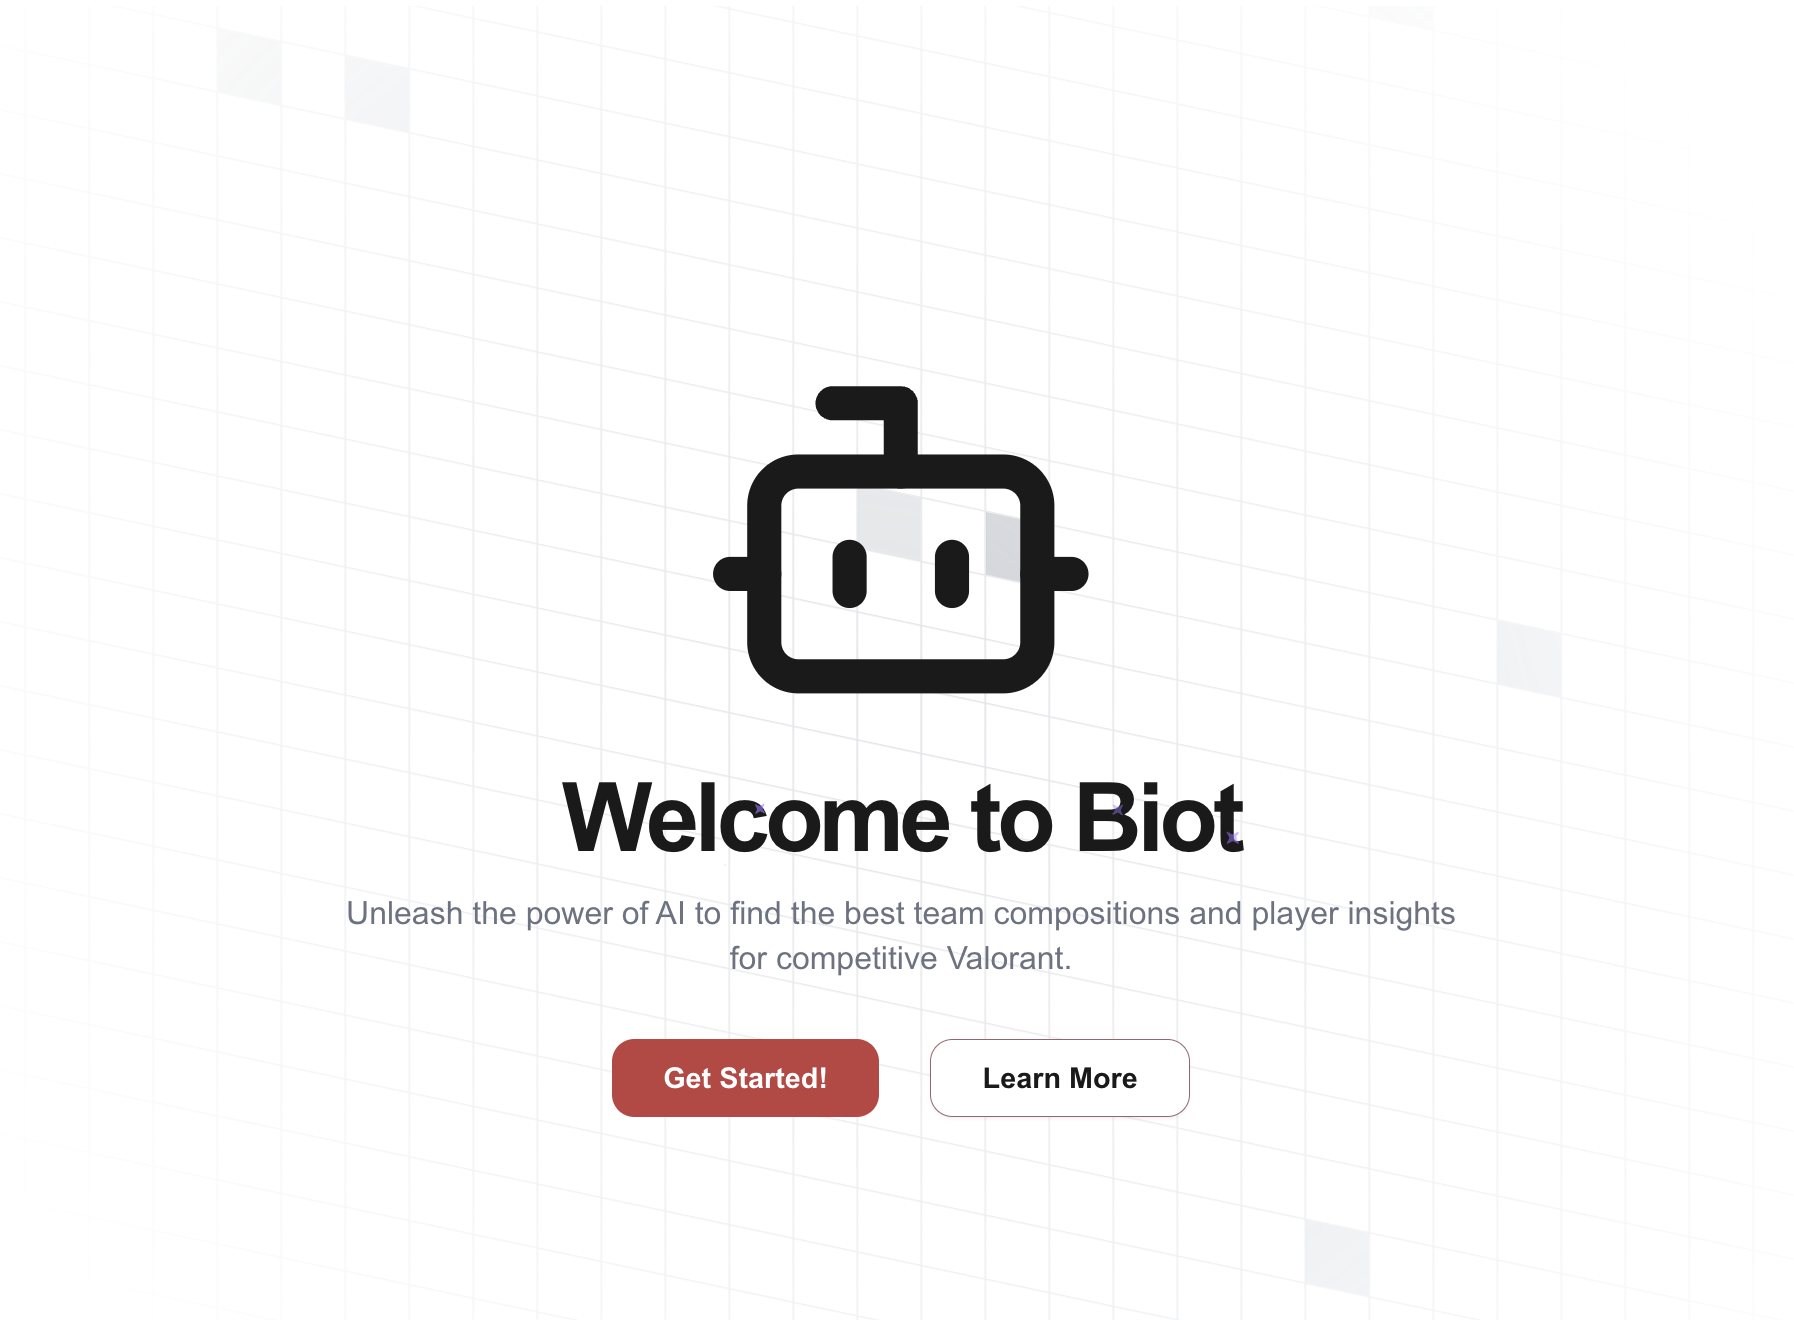 Welcome to Biot
Unleash the power of AI to find the best team compositions and player insights
for competitive Valorant.
Get Started!
Learn More